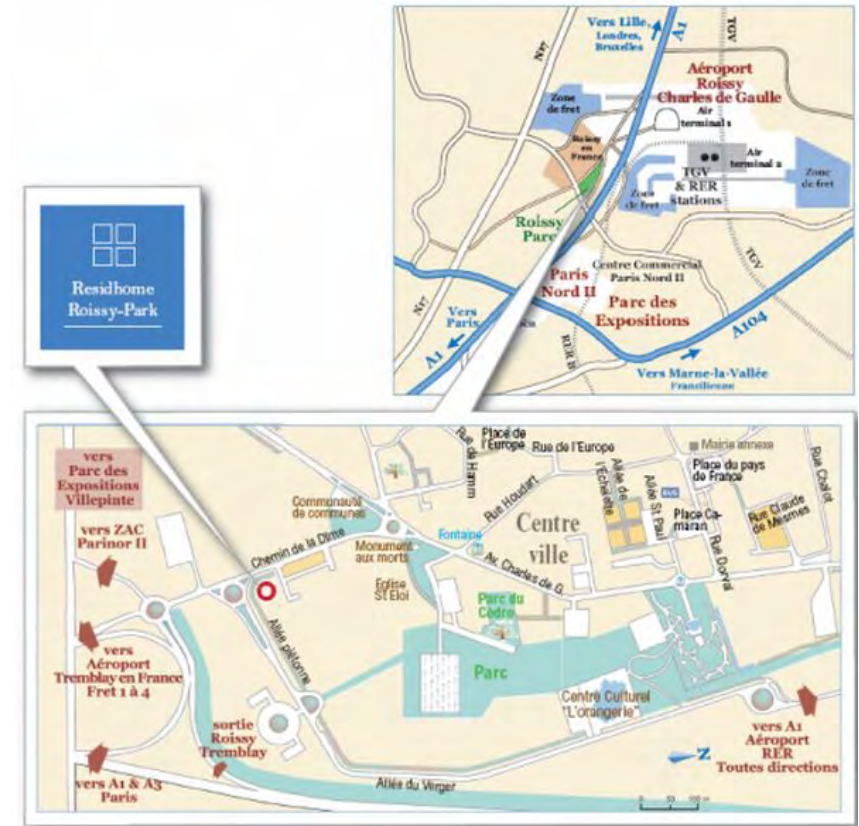 Vers Lille,
Londres,
Bruxelles
A1
TGV
N17
Aéroport
Roissy
Charles de Gaulle
Zone
de fret
Air
terminal 1
Roissy
en
France
Air
terminal 2
TGV
& RER
stations
Zone
de fret
Zone
de fret
Roissy
Parc
Centre Commercial
Paris Nord II
TGV
Paris
Nord II
Parc des
Expositions
N17
Vers
Paris
A1
RER B
A104
Vers Marne-la-Vallée
Francilienne
Residhome
Roissy-Park
vers
Parc des
Expositions
Villepinte
vers ZAC
Parinor II
vers
Aéroport
Tremblay en France
Fret 1 à 4
vers A1 & A3
Paris
sortie
Roissy
Tremblay
Communauté
de communes
Chemin de la Dîme
Monument
aux morts
Eglise
St Eloi
Allée piétonne
Rue de Hamm
Place de
l'Europe
Rue de l'Europe
Rue Houdart
Fontaine
Centre
ville
Av. Charles de G.
Parc du
Cèdre
Parc
Allée de
l'Echelette
Allée St Paul
Mairie annexe
Place du pays
de France
Place Ca-
maran
Rue Dorval
Rue Claude
de Mesmes
Rue Chalot
Centre Culturel
"L'orangerie"
Allée du Verger
Z
vers A1
Aéroport
RER
Toutes directions